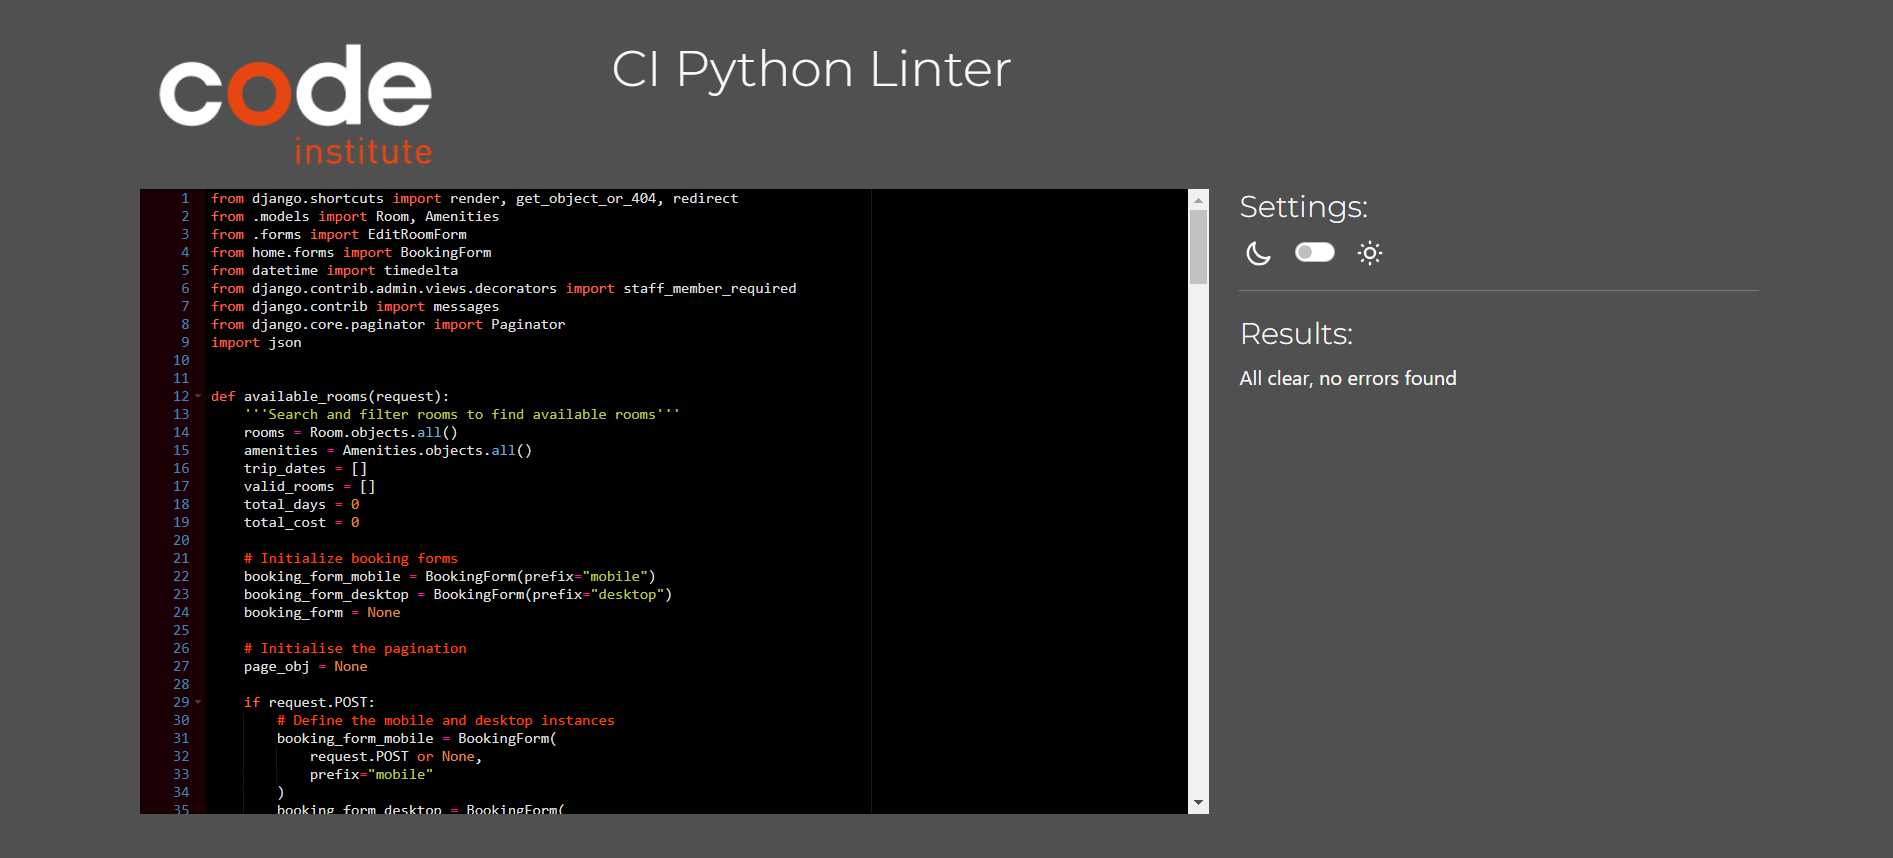 code
institute
CI Python Linter
1 from django.shortcuts import render, get_object_or_404, redirect
2 from .models import Room, Amenities
3 from .forms import EditRoomForm
4 from home.forms import BookingForm
5 from datetime import timedelta
6 from django.contrib.admin.views.decorators import staff_member_required
7 from django.contrib import messages
8 from django.core.paginator import Paginator
9 import json
10
11
12 def available_rooms(request):
13     '''Search and filter rooms to find available rooms'''
14     rooms = Room.objects.all()
15     amenities = Amenities.objects.all()
16     trip_dates = []
17     valid_rooms = []
18     total_days = 0
19     total_cost = 0
20
21     # Initialize booking forms
22     booking_form_mobile = BookingForm(prefix="mobile")
23     booking_form_desktop = BookingForm(prefix="desktop")
24     booking_form = None
25
26     # Initialise the pagination
27     page_obj = None
28
29     if request.POST:
30         # Define the mobile and desktop instances
31         booking_form_mobile = BookingForm(
32             request.POST or None,
33             prefix="mobile"
34         )
35         booking_form_desktop = BookingForm(
Settings:
Results:
All clear, no errors found